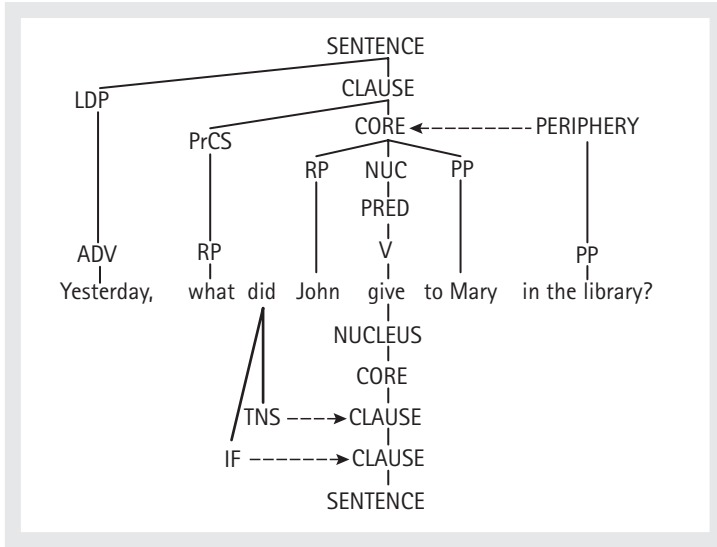 SENTENCE
LDP CLAUSE
PrCS CORE PERIPHERY
RP NUC PP
PRED
ADV RP V PP
Yesterday, what did John give to Mary in the library?
NUCLEUS
CORE
TNS CLAUSE
IF CLAUSE
SENTENCE